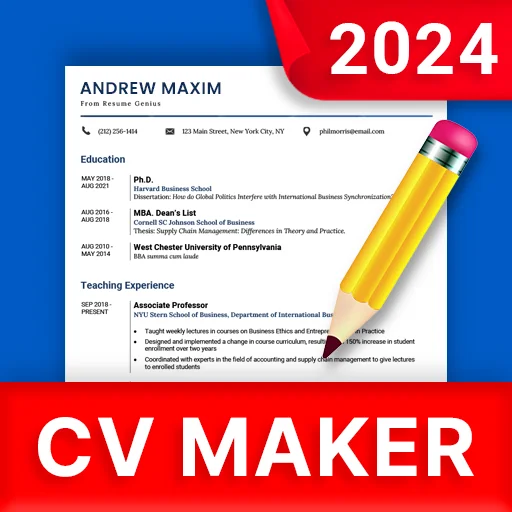 2024
ANDREW MAXIM
From Resume Genius
(212) 256-1414 123 Main Street, New York City, NY philmorris@email.com
Education
MAY 2018 - Ph.D.
AUG 2021 Harvard Business School
Dissertation: How do Global Politics Interfere with International Business Synchronization?
AUG 2016 - MBA. Dean's List
AUG 2018 Cornell SC Johnson School of Business
Thesis: Supply Chain Management: Differences in Theory and Practice.
AUG 2010 - West Chester University of Pennsylvania
MAY 2014 BBA summa cum laude
Teaching Experience
SEP 2018 - Associate Professor
PRESENT NYU Stern School of Business, Department of International Bus
• Taught weekly lectures in courses on Business Ethics and Entrepre in Practice
• Designed and implemented a change in course curriculum, result 150% increase in student
enrollment over two years
• Coordinated with experts in the field of accounting and supply chain management to give lectures
to enrolled students
CV MAKER